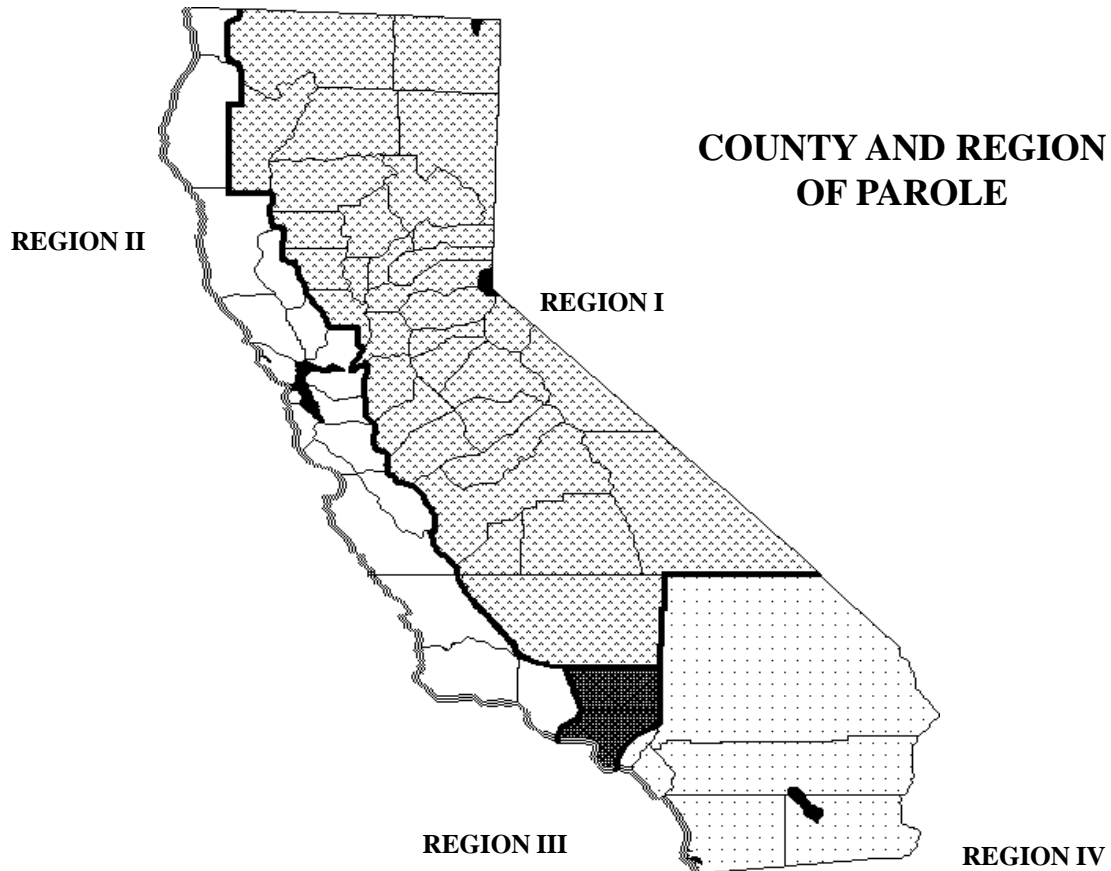 COUNTY AND REGION
OF PAROLE
REGION II
REGION I
REGION III
REGION IV